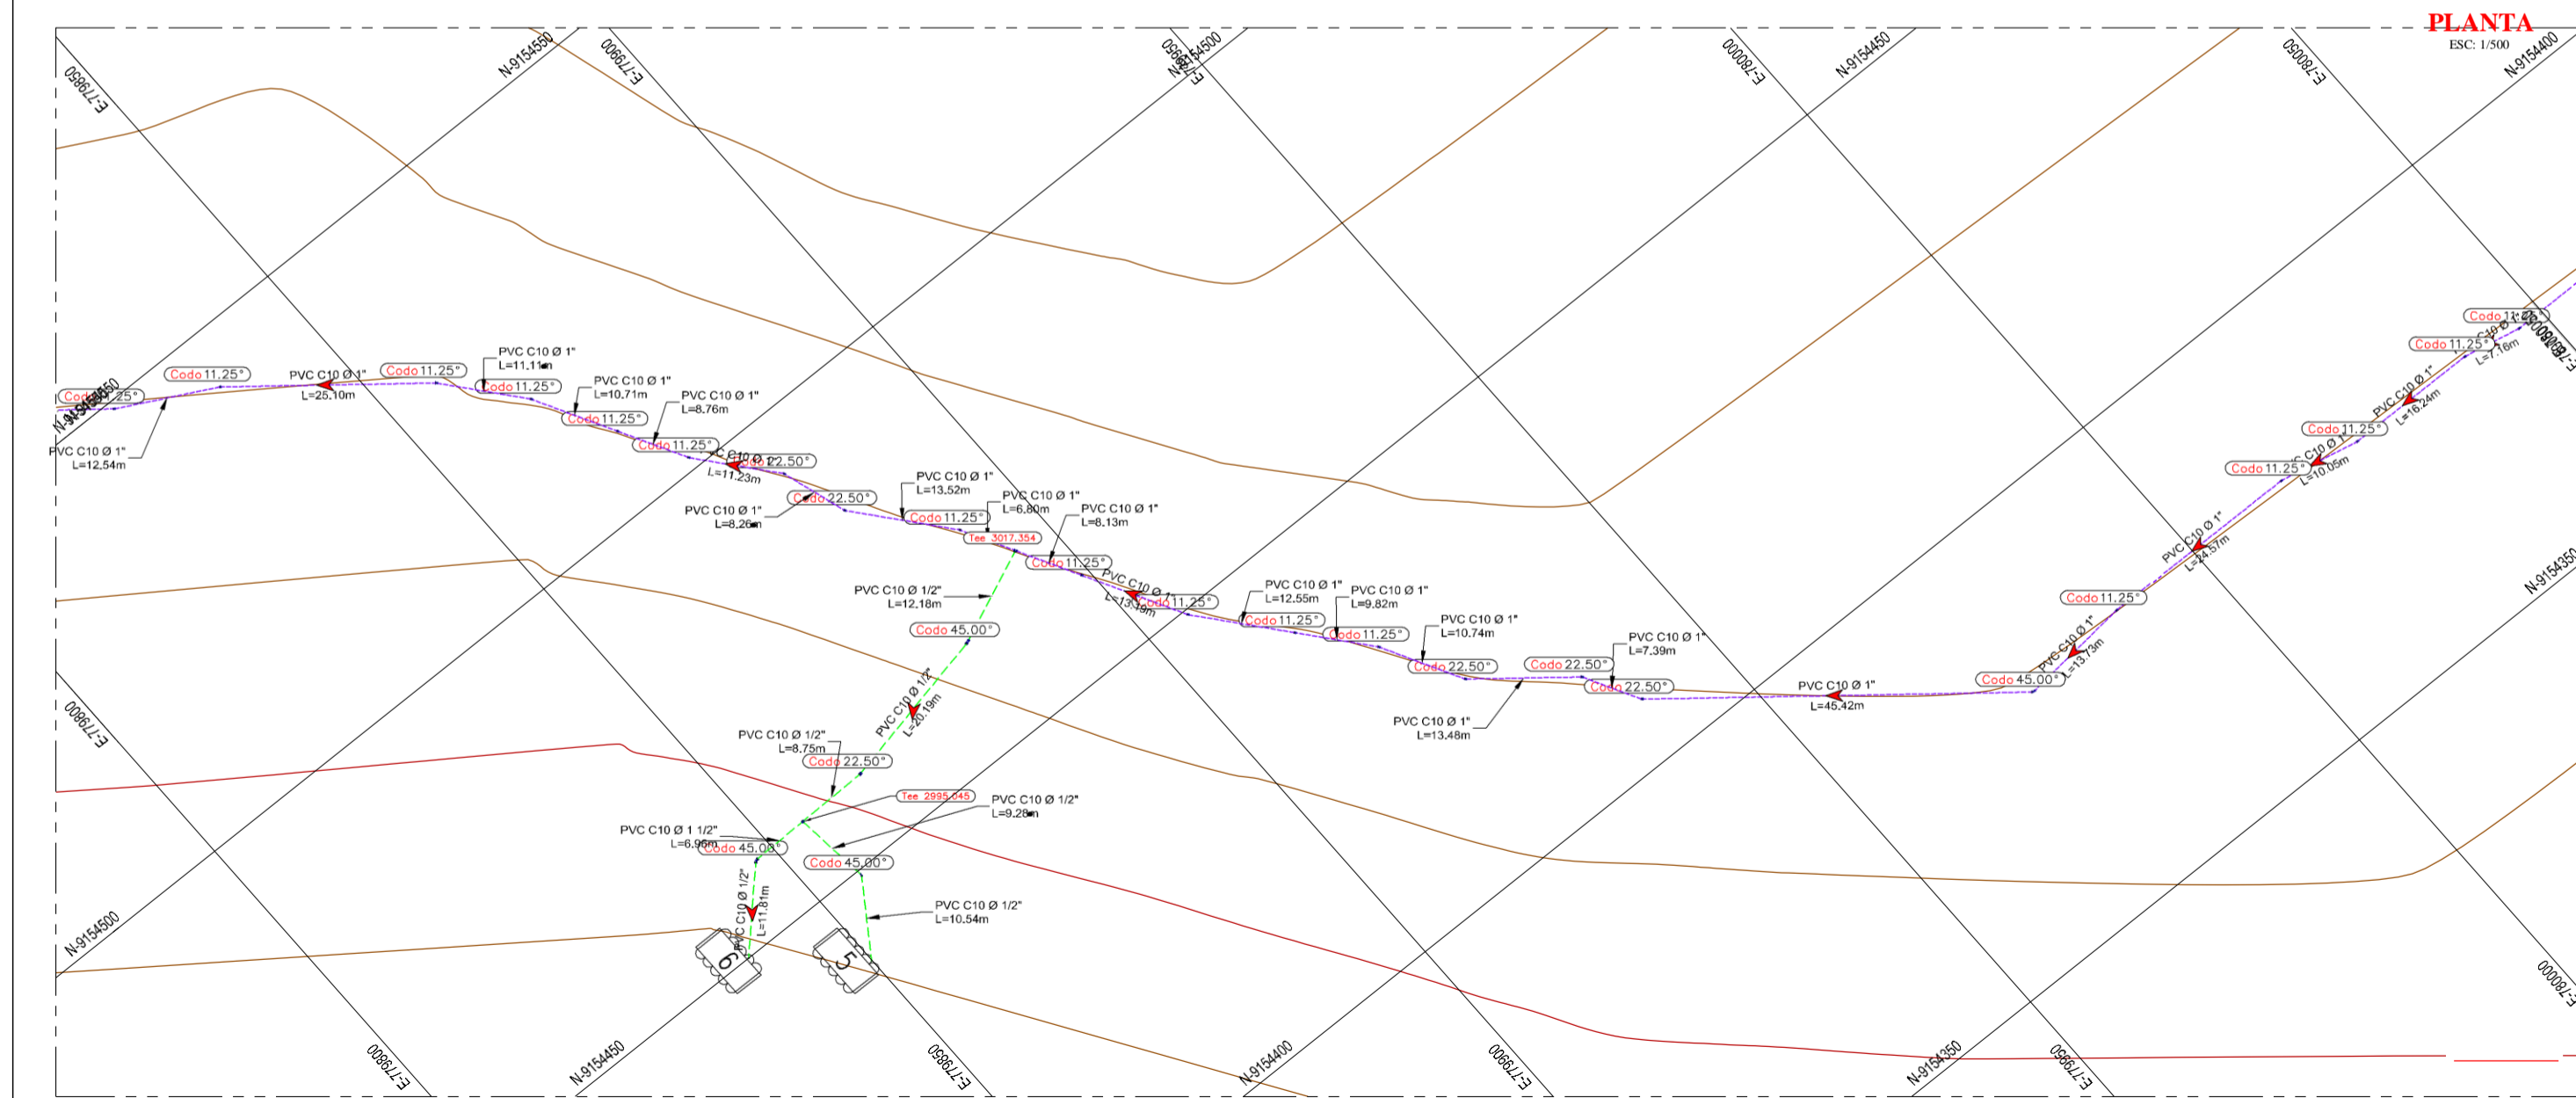 PLANTA
ESC: 1/500
E-779850
N-9154550
E-779900
E-779950
N-9154500
E-780000
N-9154450
E-780050
N-9154400
Codo 11.25°
PVC C10 Ø 1"
L=12.54m
Codo 11.25°
PVC C10 Ø 1"
L=25.10m
Codo 11.25°
PVC C10 Ø 1"
L=11.11m
Codo 11.25°
PVC C10 Ø 1"
L=10.71m
Codo 11.25°
PVC C10 Ø 1"
L=8.76m
Codo 11.25°
L=11.23m
Codo 22.50°
PVC C10 Ø 1"
L=8.26m
Codo 22.50°
PVC C10 Ø 1"
L=13.52m
Codo 11.25°
PVC C10 Ø 1"
L=6.80m
Tee 3017.354
PVC C10 Ø 1"
L=8.13m
Codo 11.25°
PVC C10 Ø 1"
L=13.19m
Codo 11.25°
PVC C10 Ø 1"
L=12.55m
Codo 11.25°
PVC C10 Ø 1"
L=9.82m
Codo 11.25°
PVC C10 Ø 1"
L=10.74m
Codo 22.50°
PVC C10 Ø 1"
L=13.48m
Codo 22.50°
PVC C10 Ø 1"
L=7.39m
Codo 22.50°
PVC C10 Ø 1"
L=45.42m
Codo 45.00°
PVC C10 Ø 1"
L=13.73m
Codo 11.25°
PVC C10 Ø 1"
L=24.57m
Codo 11.25°
L=10.05m
Codo 11.25°
PVC C10 Ø 1"
L=16.24m
Codo 11.25°
L=7.16m
Codo 11.25°
PVC C10 Ø 1/2"
L=12.18m
Codo 45.00°
PVC C10 Ø 1/2"
L=20.19m
PVC C10 Ø 1/2"
L=8.75m
Codo 22.50°
Tee 2995.045
PVC C10 Ø 1/2"
L=9.28m
PVC C10 Ø 1 1/2"
L=6.95m
Codo 45.00°
Codo 45.00°
PVC C10 Ø 1/2"
L=11.81m
PVC C10 Ø 1/2"
L=10.54m
6
5
N-9154350
E-779800
N-9154500
E-780000
E-779800
N-9154450
E-779850
N-9154400
E-779900
N-9154350
E-779950